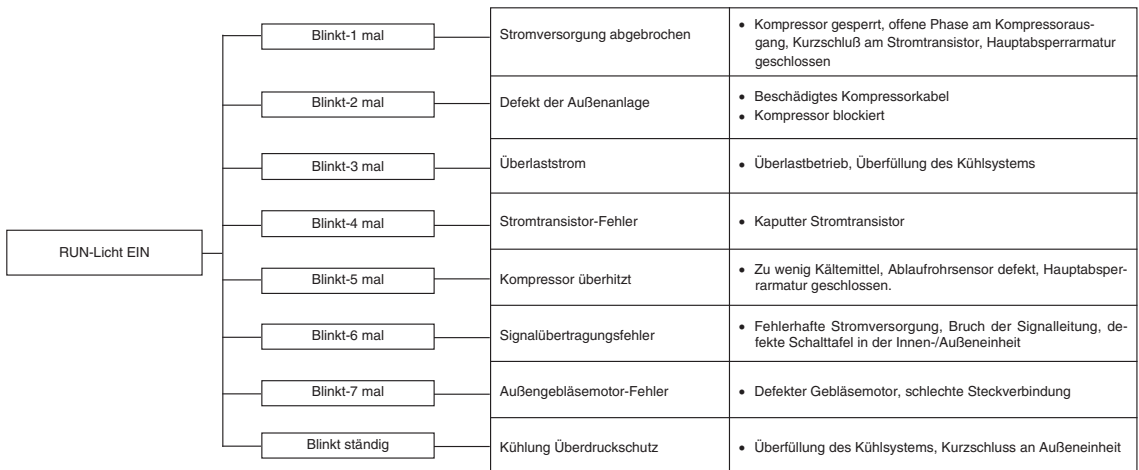 Blinkt-1 mal
Stromversorgung abgebrochen
• Kompressor gesperrt, offene Phase am Kompressoraus-
gang, Kurzschluß am Stromtransistor, Hauptabsperrarmatur
geschlossen
Blinkt-2 mal
Defekt der Außenanlage
• Beschädigtes Kompressorkabel
• Kompressor blockiert
Blinkt-3 mal
Überlaststrom
• Überlastbetrieb, Überfüllung des Kühlsystems
Blinkt-4 mal
Stromtransistor-Fehler
• Kaputter Stromtransistor
RUN-Licht EIN
Blinkt-5 mal
Kompressor überhitzt
• Zu wenig Kältemittel, Ablaufrohrsensor defekt, Hauptabsper-
rarmatur geschlossen.
Blinkt-6 mal
Signalübertragungsfehler
• Fehlerhafte Stromversorgung, Bruch der Signalleitung, de-
fekte Schalttafel in der Innen-/Außeneinheit
Blinkt-7 mal
Außengebläsemotor-Fehler
• Defekter Gebläsemotor, schlechte Steckverbindung
Blinkt ständig
Kühlung Überdruckschutz
• Überfüllung des Kühlsystems, Kurzschluss an Außeneinheit